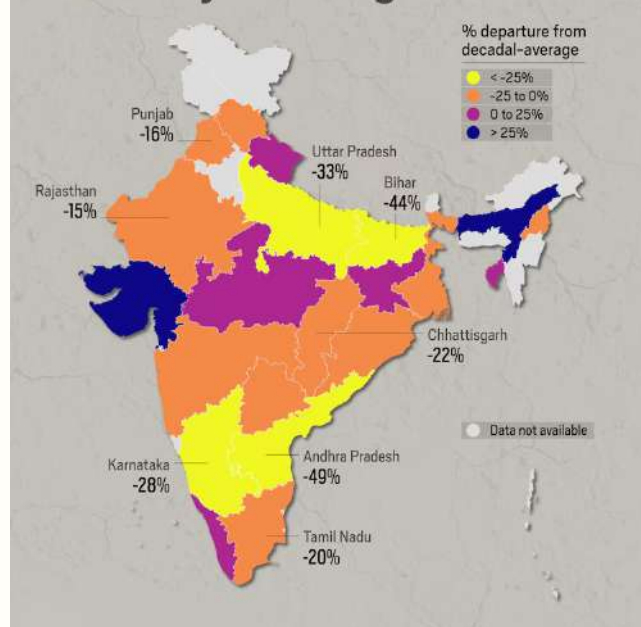 % departure from
decadal-average
< -25%
-25 to 0%
0 to 25%
> 25%
Punjab
-16%
Uttar Pradesh
-33%
Bihar
-44%
Rajasthan
-15%
Chhattisgarh
-22%
Data not available
Karnataka
-28%
Andhra Pradesh
-49%
Tamil Nadu
-20%